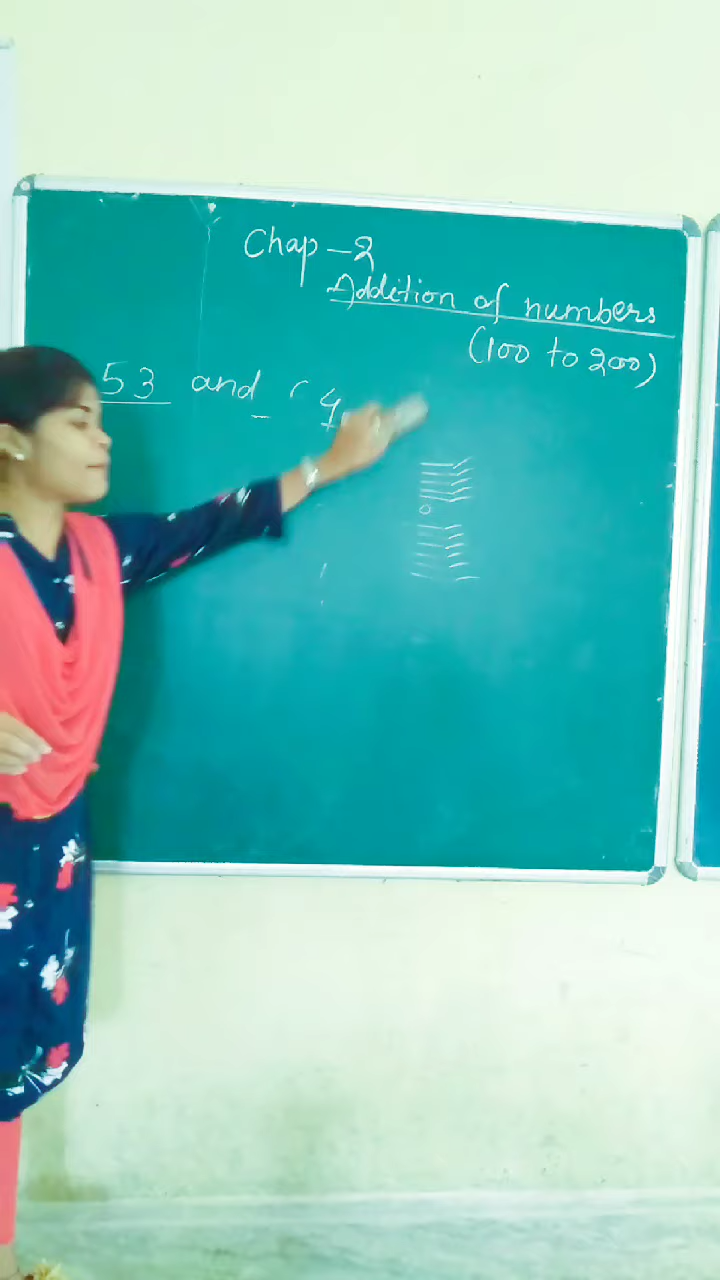 Chap-2
Addition of numbers
(100 to 200)
53 and